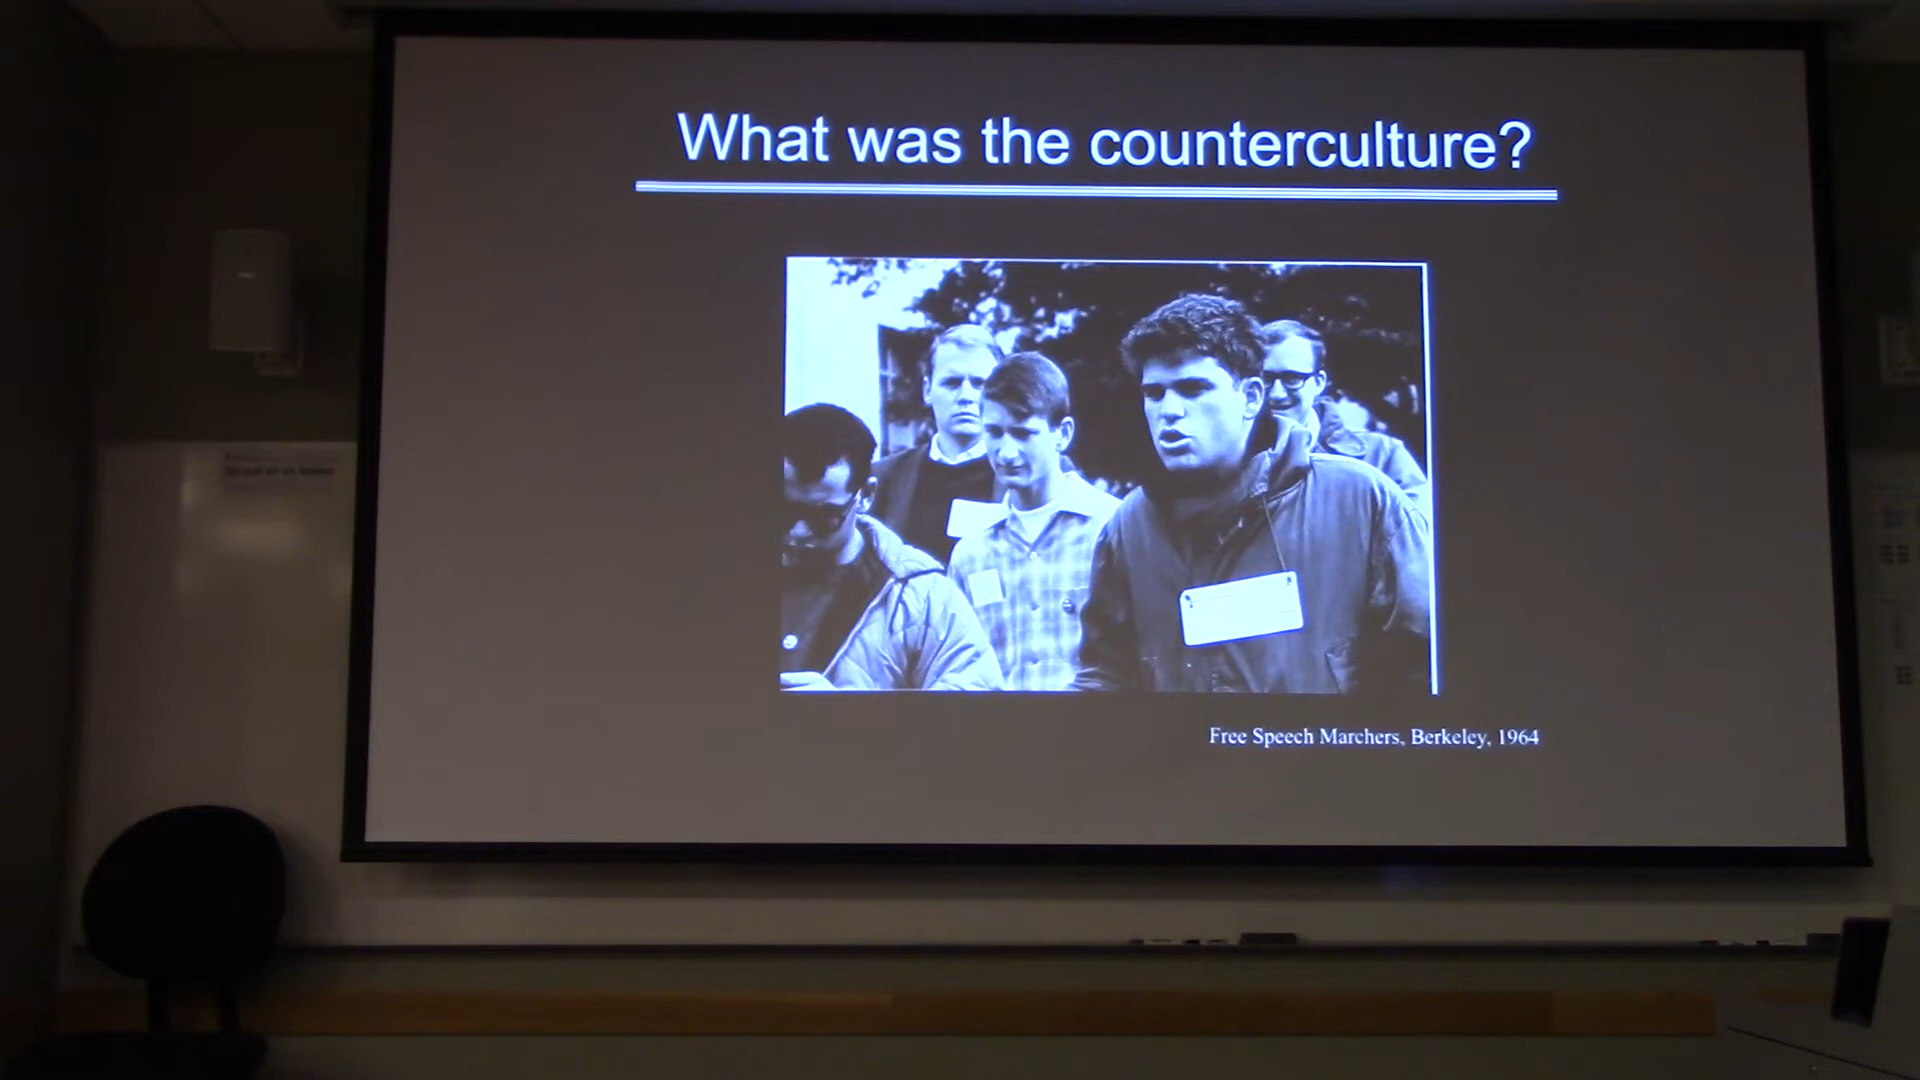 What was the counterculture?
Free Speech Marchers, Berkeley, 1964